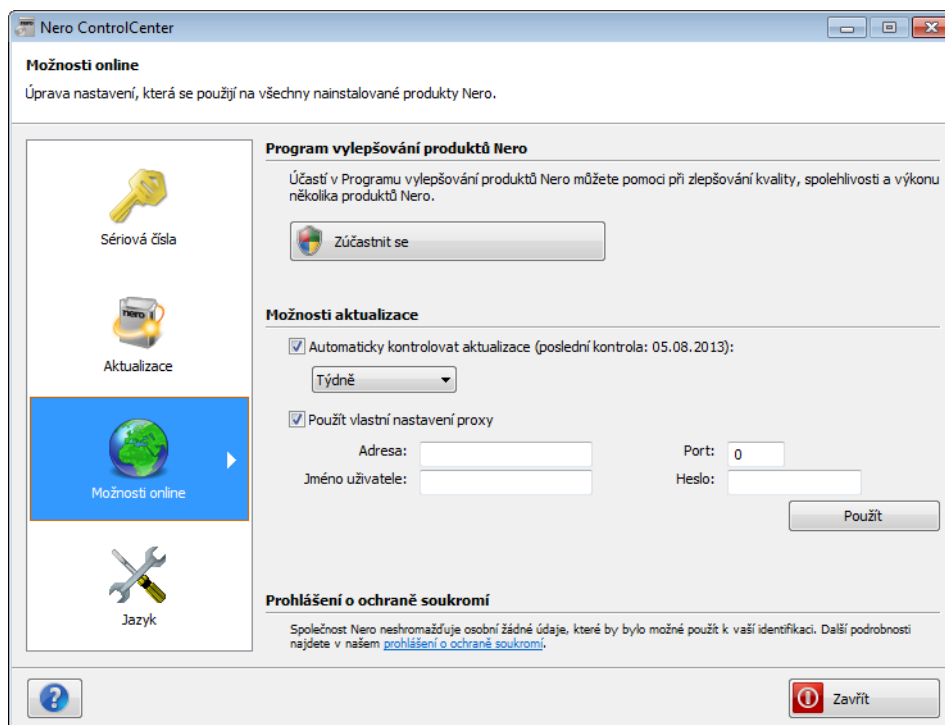 Nero ControlCenter
Možnosti online
Úprava nastavení, která se použijí na všechny nainstalované produkty Nero.
Sériová čísla
Aktualizace
Možnosti online
Jazyk
Program vylepšování produktů Nero
Účastí v Programu vylepšování produktů Nero můžete pomoci při zlepšování kvality, spolehlivosti a výkonu
několika produktů Nero.
Zúčastnit se
Možnosti aktualizace
Automaticky kontrolovat aktualizace (poslední kontrola: 05.08.2013):
Týdně
Použít vlastní nastavení proxy
Adresa: Port: 0
Jméno uživatele: Heslo:
Použít
Prohlášení o ochraně soukromí
Společnost Nero neshromažďuje osobní žádné údaje, které by bylo možné použít k vaší identifikaci. Další podrobnosti
najdete v našem prohlášení o ochraně soukromí.
Zavřít